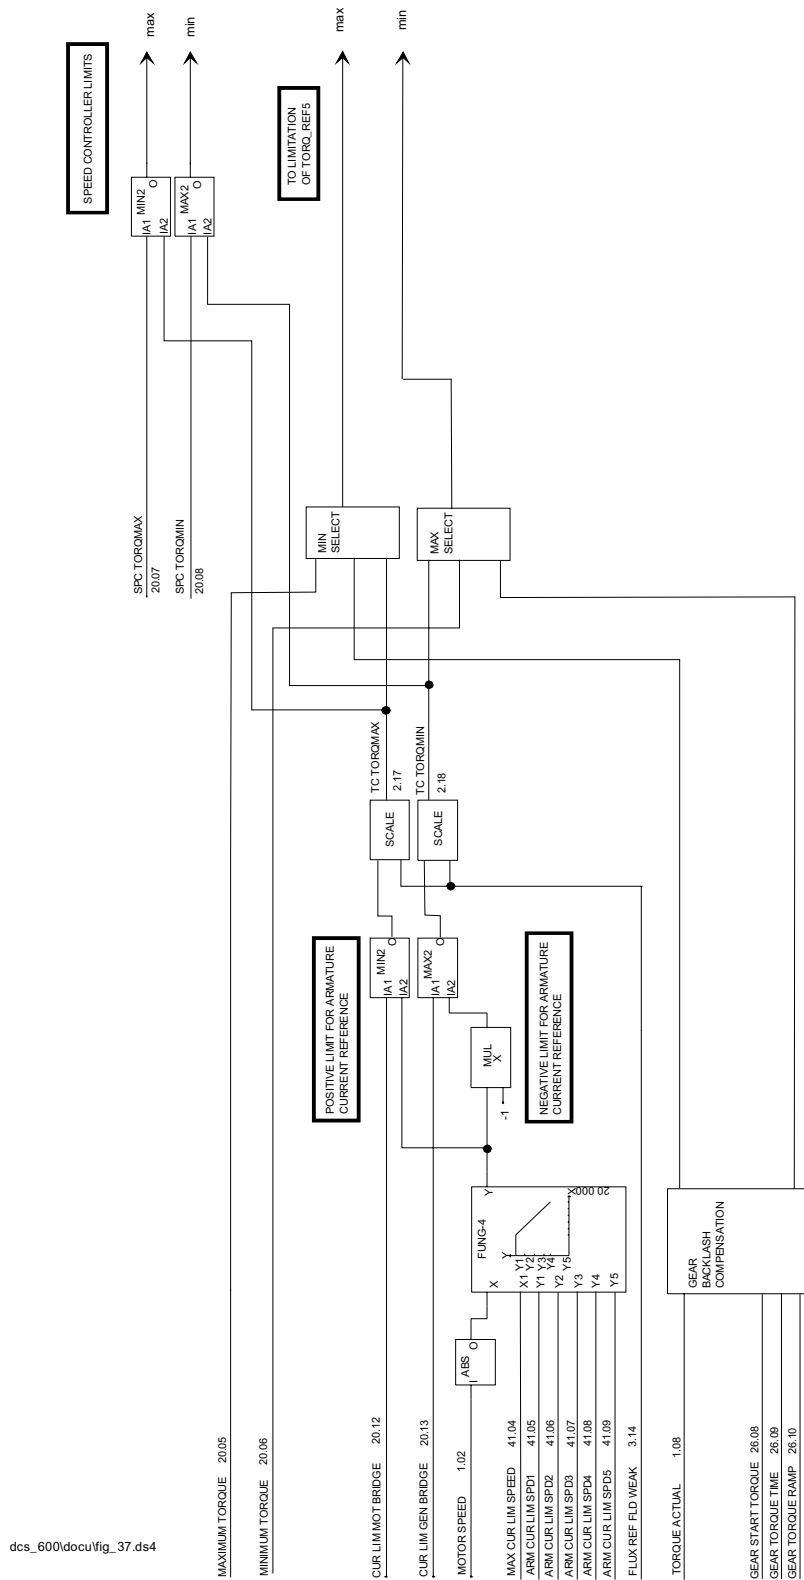 SPEED CONTROLLER LIMITS
max
min
MIN2
IA1
IA2
O
MAX2
IA1
IA2
O
SPC TORQMAX
20.07
SPC TORQMIN
20.08
TO LIMITATION
OF TORQ_REF5
max
min
MIN
SELECT
MAX
SELECT
TC TORQMAX
2.17
TC TORQMIN
2.18
SCALE
SCALE
POSITIVE LIMIT FOR ARMATURE
CURRENT REFERENCE
MIN2
IA1
IA2
O
MAX2
IA1
IA2
O
MUL
X
-1
NEGATIVE LIMIT FOR ARMATURE
CURRENT REFERENCE
FUNG-4
X
Y
Y
X
20 000
Y1
Y2
Y3
Y4
Y5
X1
Y1
Y2
Y3
Y4
Y5
ABS
I
O
GEAR
BACKLASH
COMPENSATION
MAXIMUM TORQUE 20.05
MINIMUM TORQUE 20.06
CUR LIM MOT BRIDGE 20.12
CUR LIM GEN BRIDGE 20.13
MOTOR SPEED 1.02
MAX CUR LIM SPEED 41.04
ARM CUR LIM SPD1 41.05
ARM CUR LIM SPD2 41.06
ARM CUR LIM SPD3 41.07
ARM CUR LIM SPD4 41.08
ARM CUR LIM SPD5 41.09
FLUX REF FLD WEAK 3.14
TORQUE ACTUAL 1.08
GEAR START TORQUE 26.08
GEAR TORQUE TIME 26.09
GEAR TORQUE RAMP 26.10
dcs_600\docu\fig_37.ds4